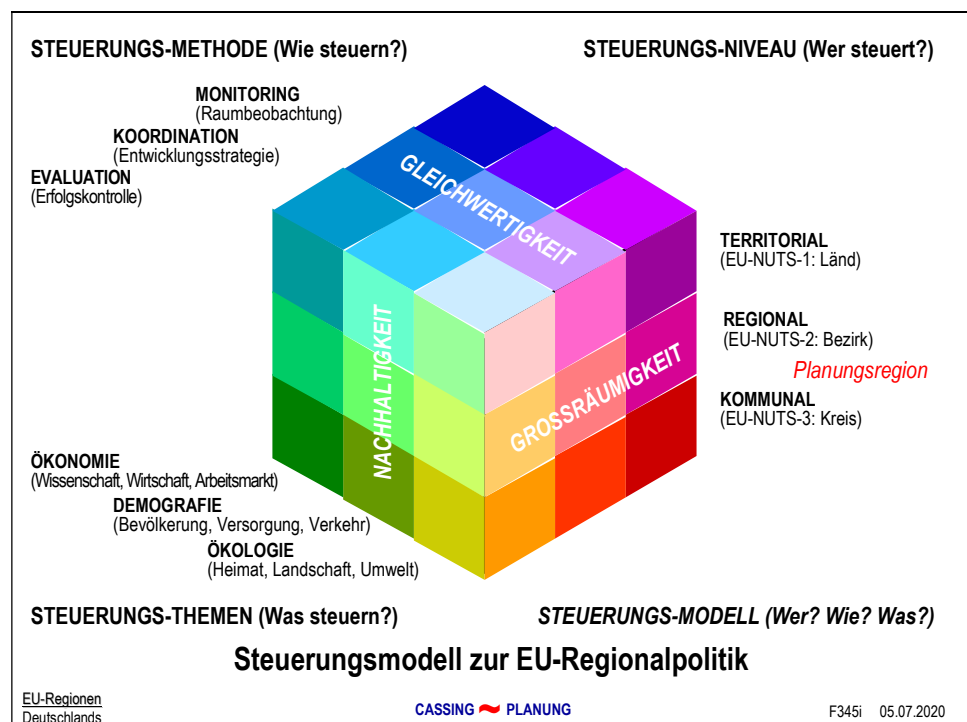 STEUERUNGS-METHODE (Wie steuern?)
STEUERUNGS-NIVEAU (Wer steuert?)
MONITORING
(Raumbeobachtung)
KOORDINATION
(Entwicklungsstrategie)
EVALUATION
(Erfolgskontrolle)
GLEICHWERTIGKEIT
NACHHALTIGKEIT
GROSSRÄUMIGKEIT
TERRITORIAL
(EU-NUTS-1: Länd)
REGIONAL
(EU-NUTS-2: Bezirk)
Planungsregion
KOMMUNAL
(EU-NUTS-3: Kreis)
ÖKONOMIE
(Wissenschaft, Wirtschaft, Arbeitsmarkt)
DEMOGRAFIE
(Bevölkerung, Versorgung, Verkehr)
ÖKOLOGIE
(Heimat, Landschaft, Umwelt)
STEUERUNGS-THEMEN (Was steuern?)
STEUERUNGS-MODELL (Wer? Wie? Was?)
Steuerungsmodell zur EU-Regionalpolitik
EU-Regionen
Deutschlands
CASSING ~ PLANUNG
F345i 05.07.2020